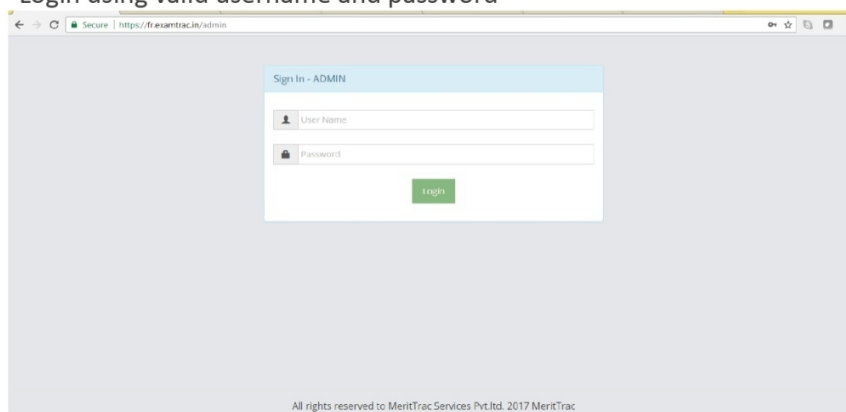 Login using valid username and password
Secure | https://fr.examtrac.in/admin
Sign In - ADMIN
User Name
Password
Login
All rights reserved to MeritTrac Services Pvt.ltd. 2017 MeritTrac